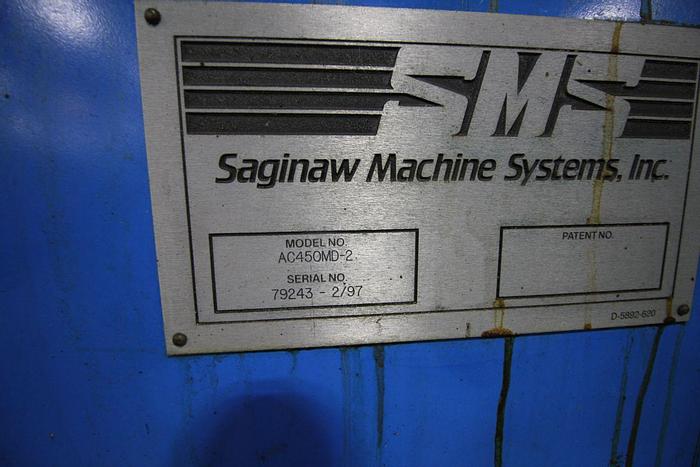 SMS
Saginaw Machine Systems, Inc.
MODEL NO.
AC450MD-2
SERIAL NO.
79243 - 2/97
PATENT NO.
D-5892-620